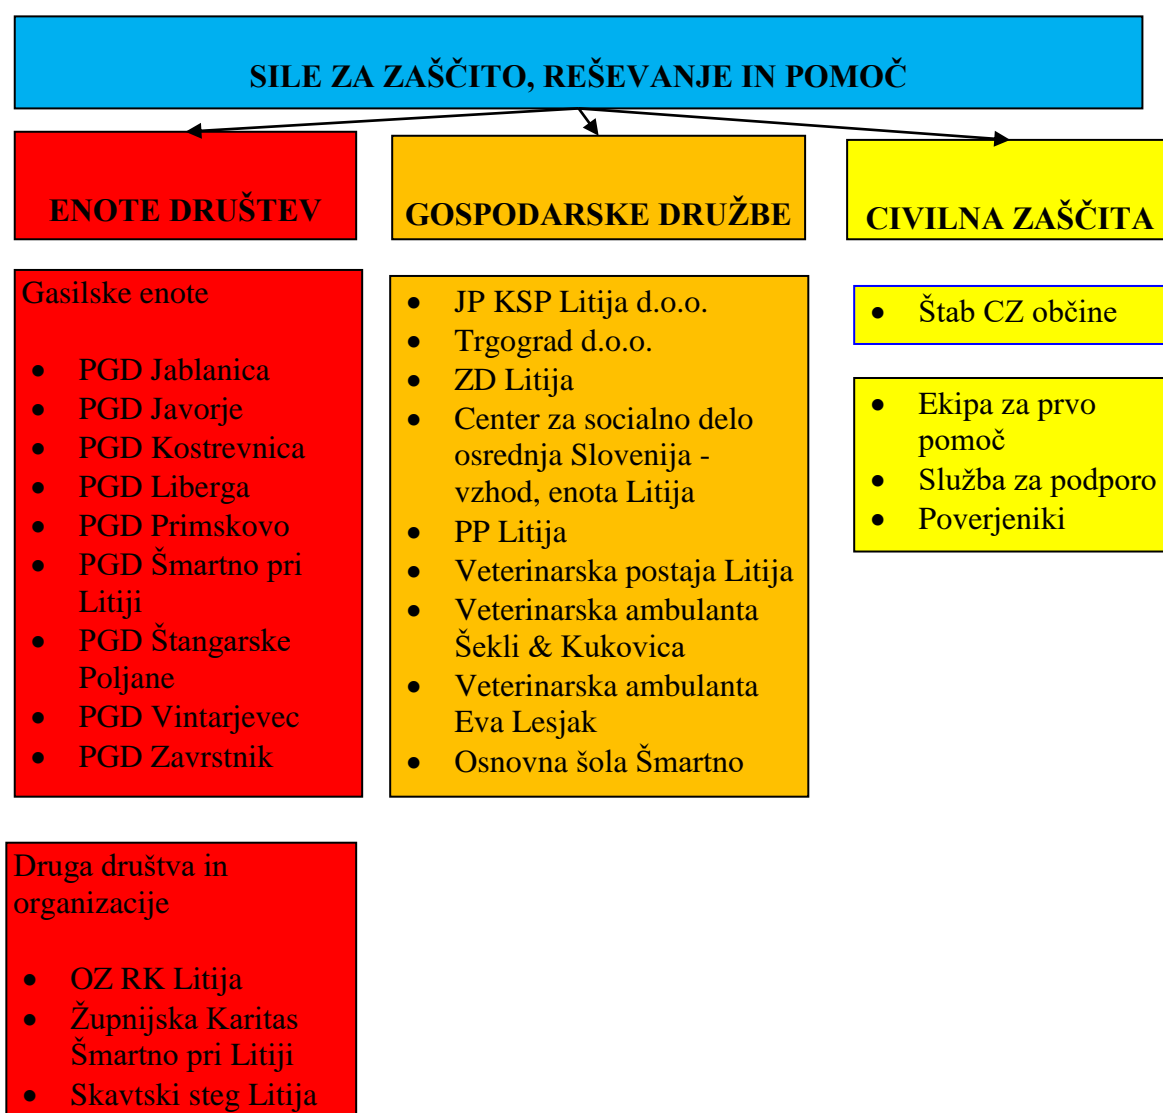 SILE ZA ZAŠČITO, REŠEVANJE IN POMOČ
ENOTE DRUŠTEV
Gasilske enote
• PGD Jablanica
• PGD Javorje
• PGD Kostrevnica
• PGD Liberga
• PGD Primskovo
• PGD Šmartno pri
Litiji
• PGD Štangarske
Poljane
• PGD Vintarjevec
• PGD Zavrstnik
Druga društva in
organizacije
• OZ RK Litija
• Župnijska Karitas
Šmartno pri Litiji
• Skavtski steg Litija
GOSPODARSKE DRUŽBE
• JP KSP Litija d.o.o.
• Trgograd d.o.o.
• ZD Litija
• Center za socialno delo
osrednja Slovenija -
vzhod, enota Litija
• PP Litija
• Veterinarska postaja Litija
• Veterinarska ambulanta
Šekli & Kukovica
• Veterinarska ambulanta
Eva Lesjak
• Osnovna šola Šmartno
CIVILNA ZAŠČITA
• Štab CZ občine
• Ekipa za prvo
pomoč
• Služba za podporo
• Poverjeniki